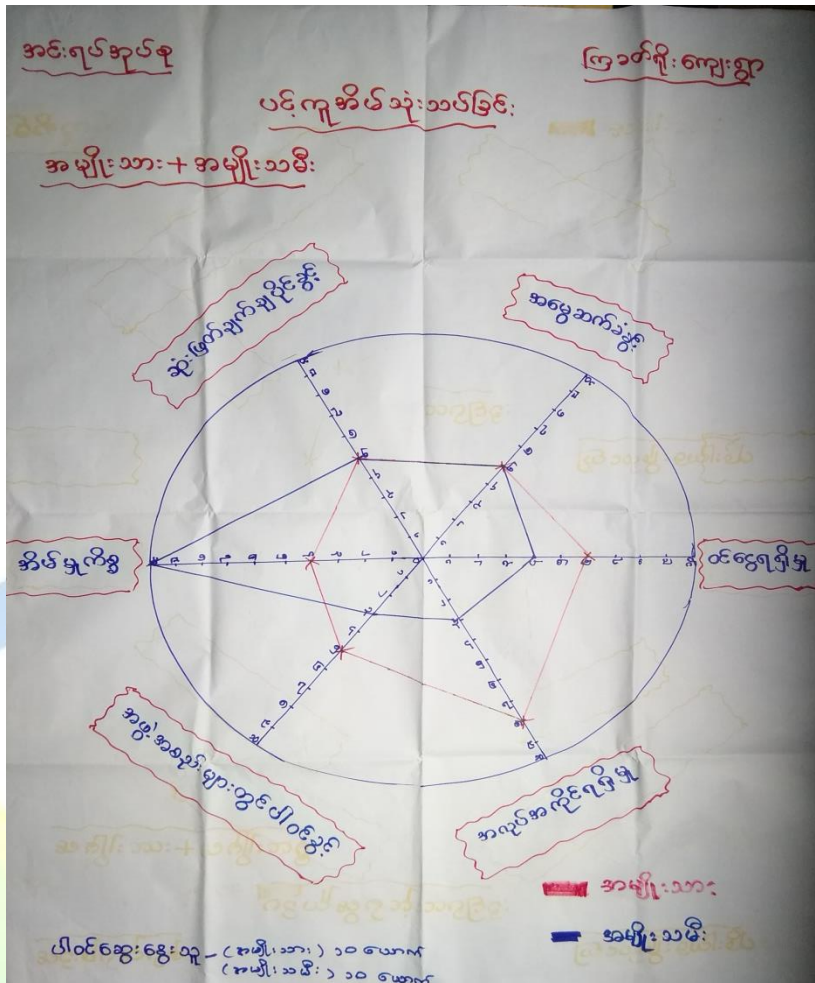 အင်းရပ်အုပ်စု
ကြခတ်ရိုးကျေးရွာ
ပင့်ကူအိမ်သုံးသပ်ခြင်း
အမျိုးသား + အမျိုးသမီး
ဆုံးဖြတ်ချက်ချပိုင်ခွင့်
အမွေဆက်ခံခွင့်
အိမ်မှုကိစ္စ
ဝင်ငွေရရှိမှု
အဖွဲ့အစည်းများတွင်ပါဝင်ခွင့်
အလုပ်အကိုင်ရရှိမှု
အမျိုးသား
အမျိုးသမီး
ပါဝင်ဆွေးနွေးသူ - (အမျိုးသား) ၁၀ ယောက်
(အမျိုးသမီး) ၁၀ ယောက်